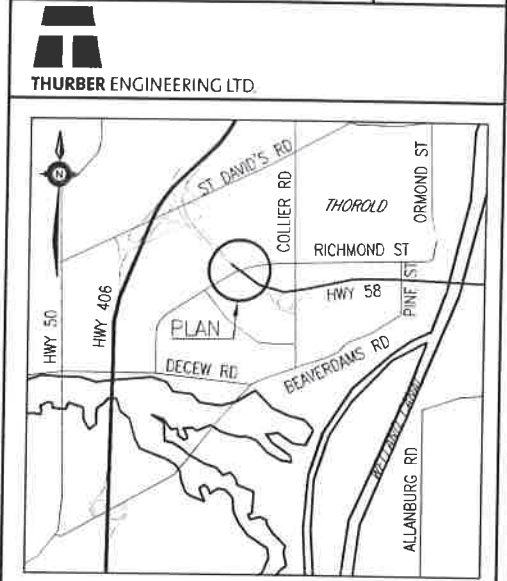 THURBER ENGINEERING LTD.
N
ST DAVID'S RD
COLLIER RD
THOROLD
ORMOND ST
RICHMOND ST
HWY 50
HWY 406
HWY 58
PINE ST
PLAN
DECEW RD
BEAVERDAMS RD
WELLAND CANAL
ALLANBURG RD